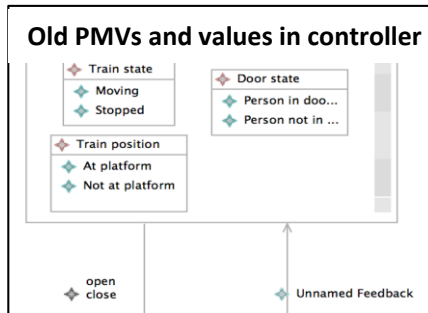 Old PMVs and values in controller
Train state
Moving
Stopped
Door state
Person in doo...
Person not in ...
Train position
At platform
Not at platform
open
close
Unnamed Feedback